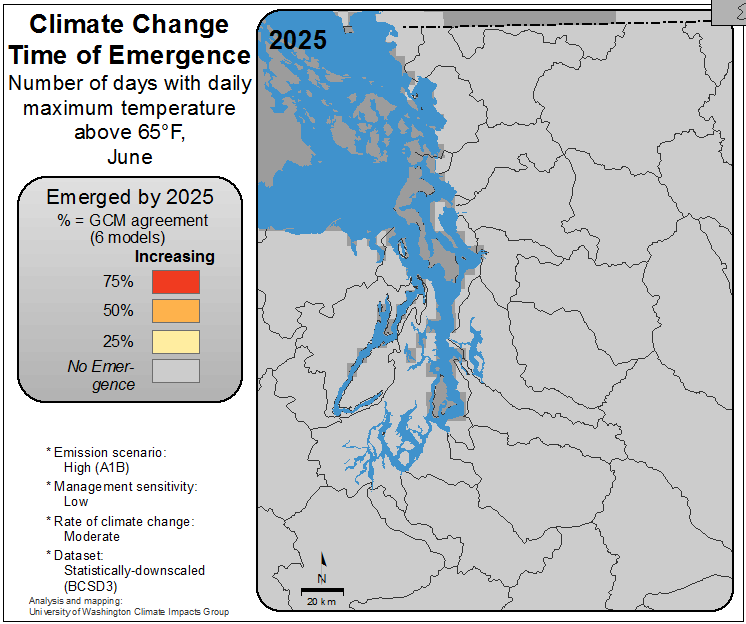 Climate Change
Time of Emergence
Number of days with daily
maximum temperature
above 65°F,
June
Emerged by 2025
% = GCM agreement
(6 models)
Increasing
75%
50%
25%
No Emer-
gence
* Emission scenario:
High (A1B)
* Management sensitivity:
Low
* Rate of climate change:
Moderate
* Dataset:
Statistically-downscaled
(BCSD3)
Analysis and mapping:
University of Washington Climate Impacts Group
2025
N
20 km